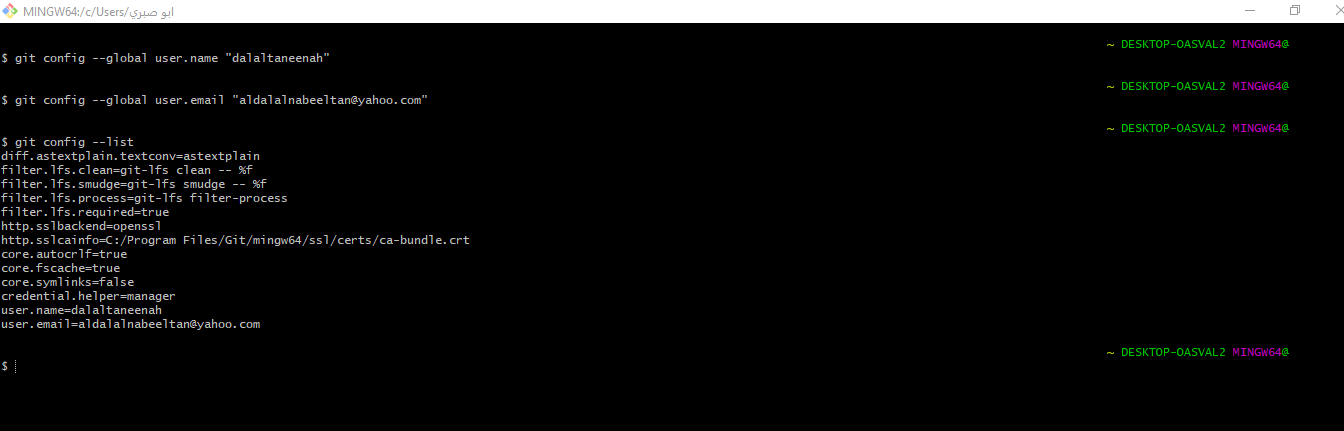 MINGW64:/c/Users/ابو صبري
~ DESKTOP-OASVAL2 MINGW64@
$ git config --global user.name "dalaltaneenah"
~ DESKTOP-OASVAL2 MINGW64@
$ git config --global user.email "aldalalnabeeltan@yahoo.com"
~ DESKTOP-OASVAL2 MINGW64@
$ git config --list
diff.astextplain.textconv=astextplain
filter.lfs.clean=git-lfs clean -- %f
filter.lfs.smudge=git-lfs smudge -- %f
filter.lfs.process=git-lfs filter-process
filter.lfs.required=true
http.sslbackend=openssl
http.sslcainfo=C:/Program Files/Git/mingw64/ssl/certs/ca-bundle.crt
core.autocrlf=true
core.fscache=true
core.symlinks=false
credential.helper=manager
user.name=dalaltaneenah
user.email=aldalalnabeeltan@yahoo.com
~ DESKTOP-OASVAL2 MINGW64@
$